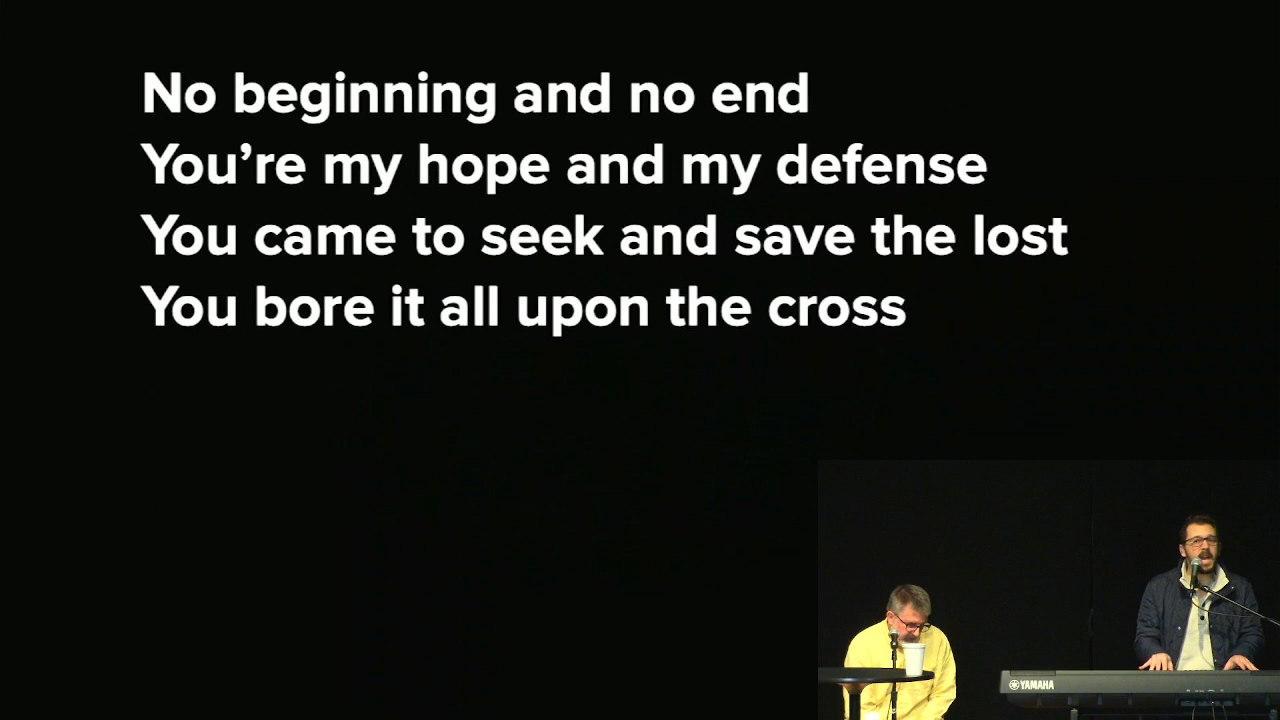 No beginning and no end
You’re my hope and my defense
You came to seek and save the lost
You bore it all upon the cross
YAMAHA